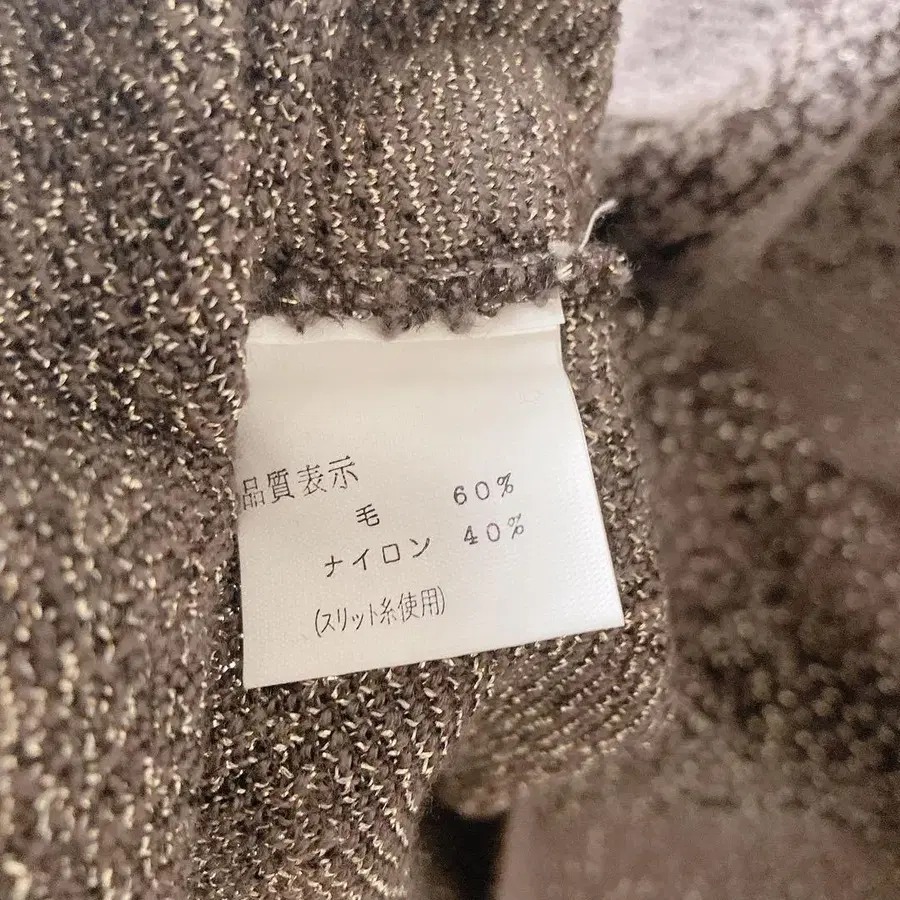 品質表示
毛 60%
ナイロン 40%
(スリット糸使用)